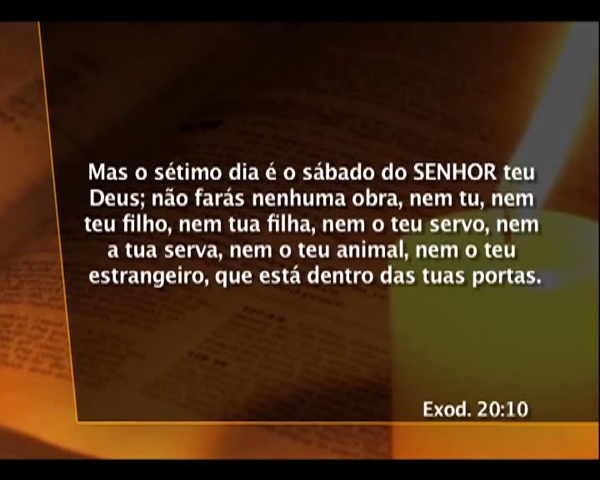 Mas o sétimo dia é o sábado do SENHOR teu
Deus; não farás nenhuma obra, nem tu, nem
teu filho, nem tua filha, nem o teu servo, nem
a tua serva, nem o teu animal, nem o teu
estrangeiro, que está dentro das tuas portas.
Exod. 20:10